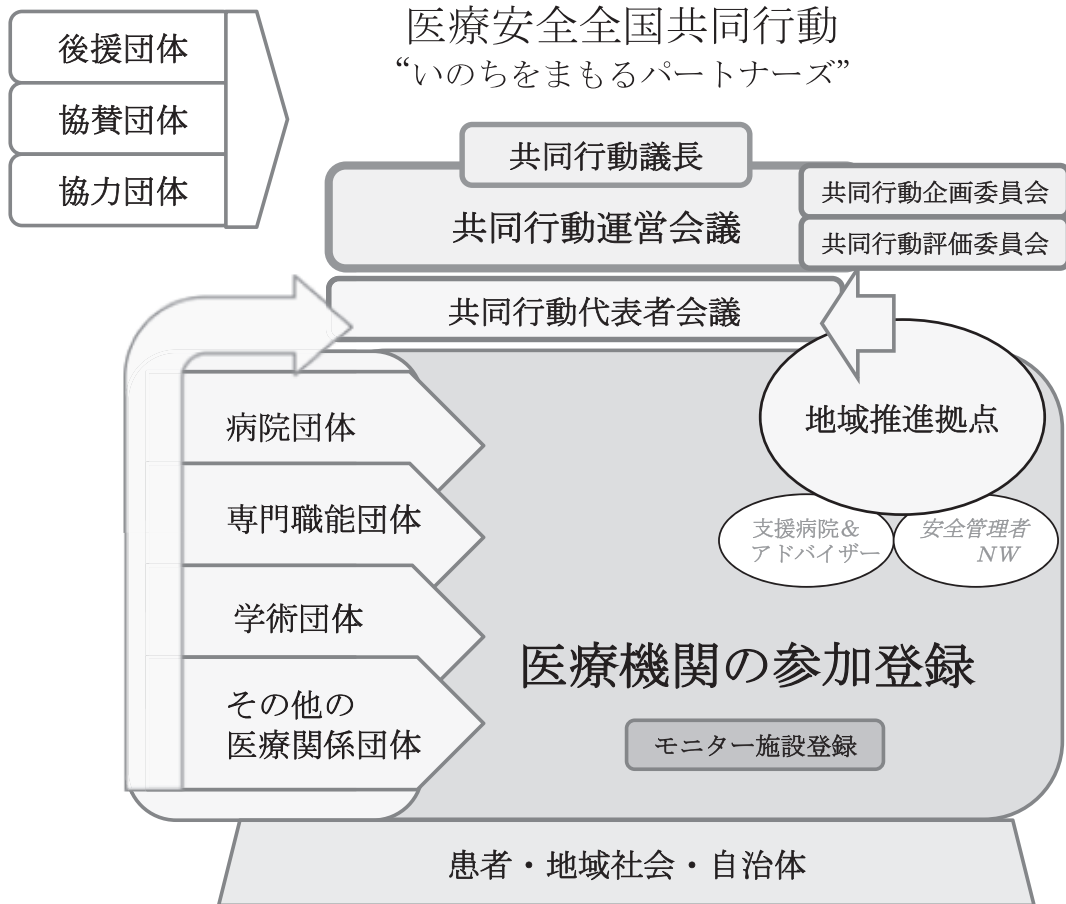 医療安全全国共同行動
“いのちをまもるパートナーズ”
後援団体
協賛団体
協力団体
共同行動議長
共同行動運営会議
共同行動企画委員会
共同行動評価委員会
共同行動代表者会議
病院団体
専門職能団体
学術団体
その他の
医療関係団体
地域推進拠点
支援病院＆
アドバイザー
安全管理者
NW
医療機関の参加登録
モニター施設登録
患者・地域社会・自治体